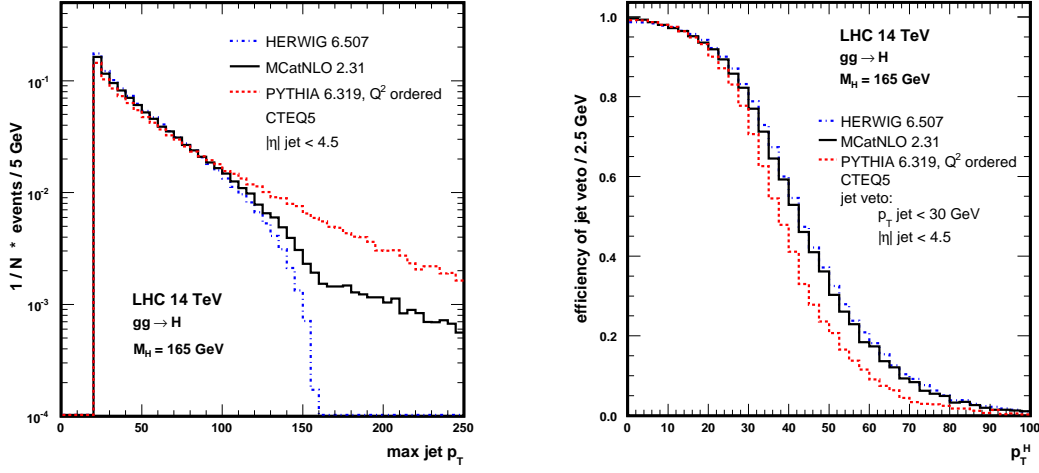 1 / N * events / 5 GeV
10⁻¹
10⁻²
10⁻³
10⁻⁴
HERWIG 6.507
MCatNLO 2.31
PYTHIA 6.319, Q² ordered
CTEQ5
|η| jet < 4.5
LHC 14 TeV
gg → H
M_H = 165 GeV
0 50 100 150 200 250
max jet p_T
efficiency of jet veto / 2.5 GeV
1.0
0.8
0.6
0.4
0.2
0.0
LHC 14 TeV
gg → H
M_H = 165 GeV
HERWIG 6.507
MCatNLO 2.31
PYTHIA 6.319, Q² ordered
CTEQ5
jet veto:
p_T jet < 30 GeV
|η| jet < 4.5
0 10 20 30 40 50 60 70 80 90 100
p_T^H